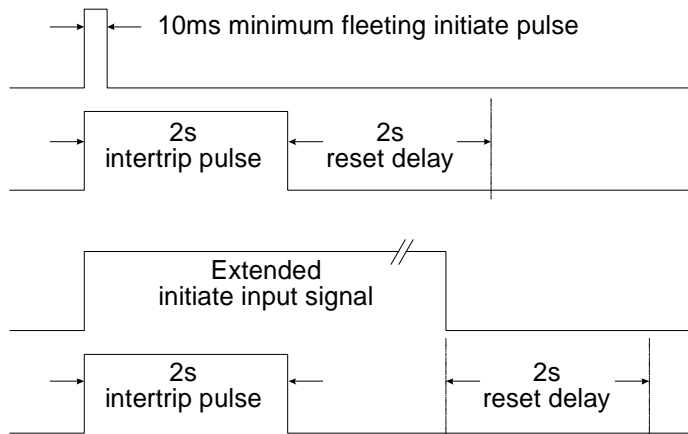 10ms minimum fleeting initiate pulse
2s
intertrip pulse
2s
reset delay
Extended
initiate input signal
2s
intertrip pulse
2s
reset delay